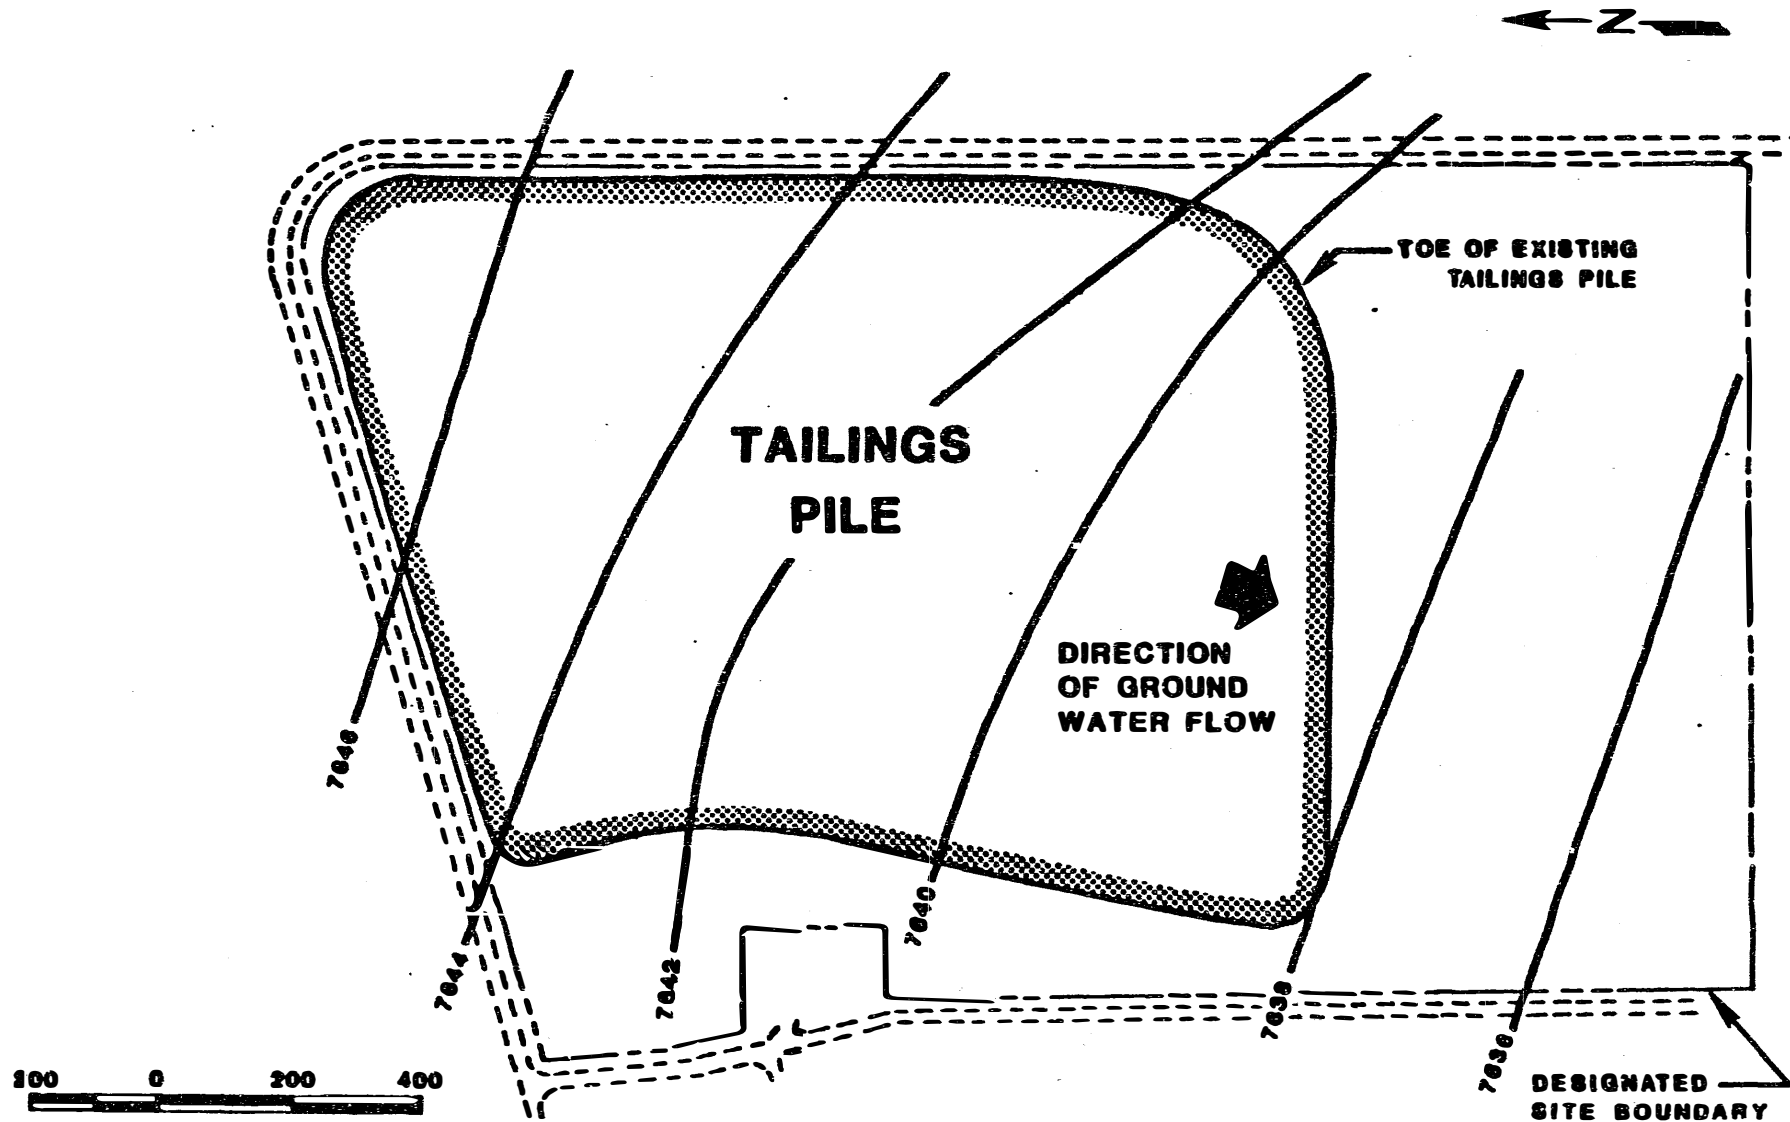 N
TOE OF EXISTING
TAILINGS PILE
TAILINGS
PILE
DIRECTION
OF GROUND
WATER FLOW
7646
7644
7642
7640
7638
7636
200 0 200 400
DESIGNATED
SITE BOUNDARY